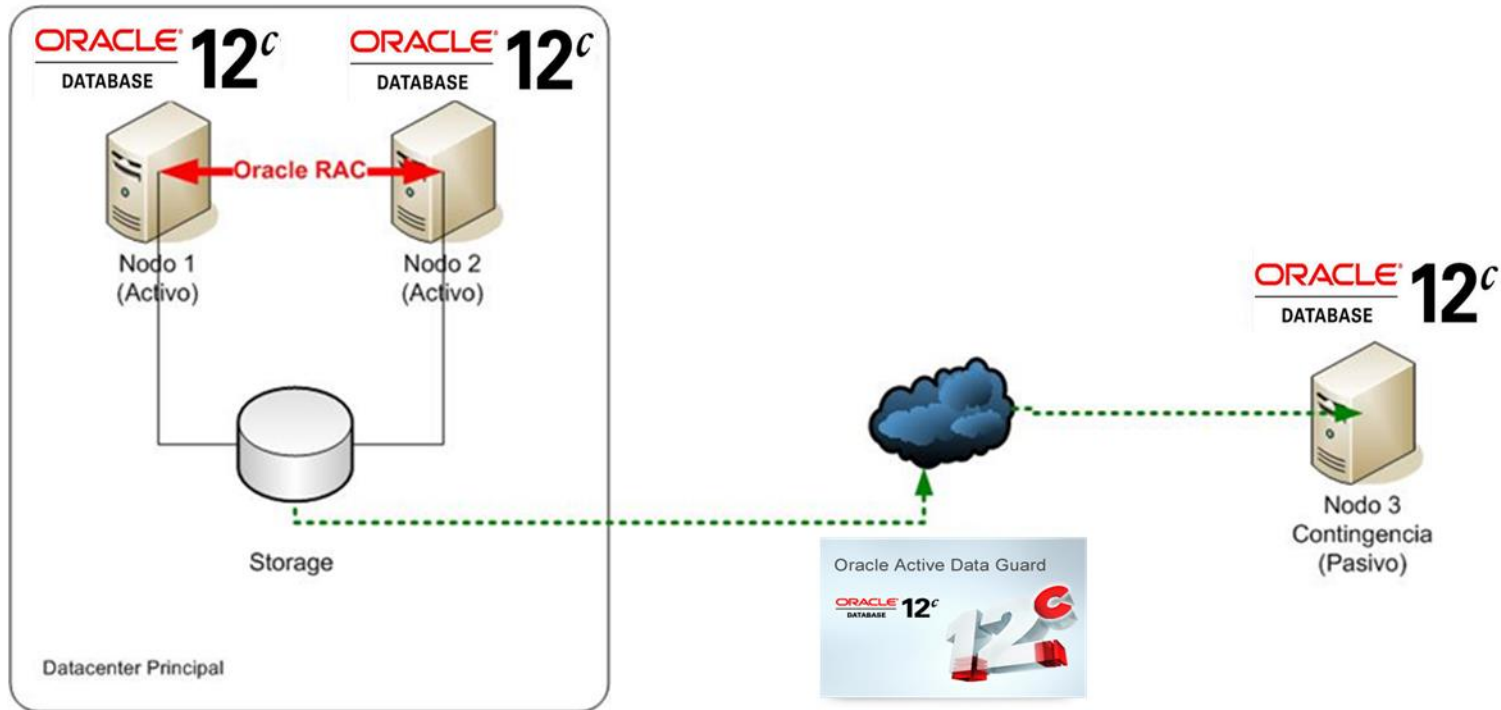 ORACLE® 12c
DATABASE
ORACLE® 12c
DATABASE
Oracle RAC
Nodo 1
(Activo)
Nodo 2
(Activo)
Storage
Datacenter Principal
ORACLE® 12c
DATABASE
Nodo 3
Contingencia
(Pasivo)
Oracle Active Data Guard
ORACLE® 12c
DATABASE
12c